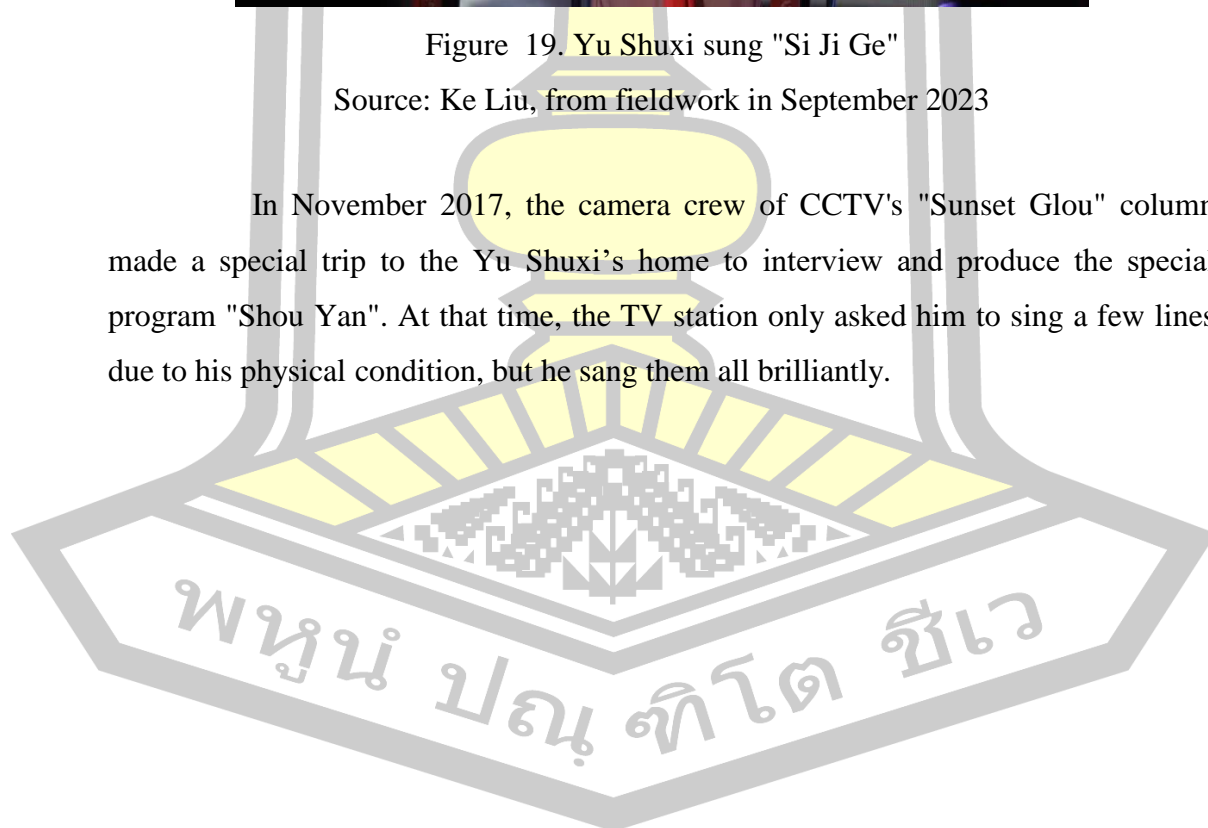 Figure 19. Yu Shuxi sung "Si Ji Ge"
Source: Ke Liu, from fieldwork in September 2023
In November 2017, the camera crew of CCTV's "Sunset Glou" column
made a special trip to the Yu Shuxi’s home to interview and produce the special
program "Shou Yan". At that time, the TV station only asked him to sing a few lines
due to his physical condition, but he sang them all brilliantly.
พหูนํ ปณฺฑิโต ชีเว